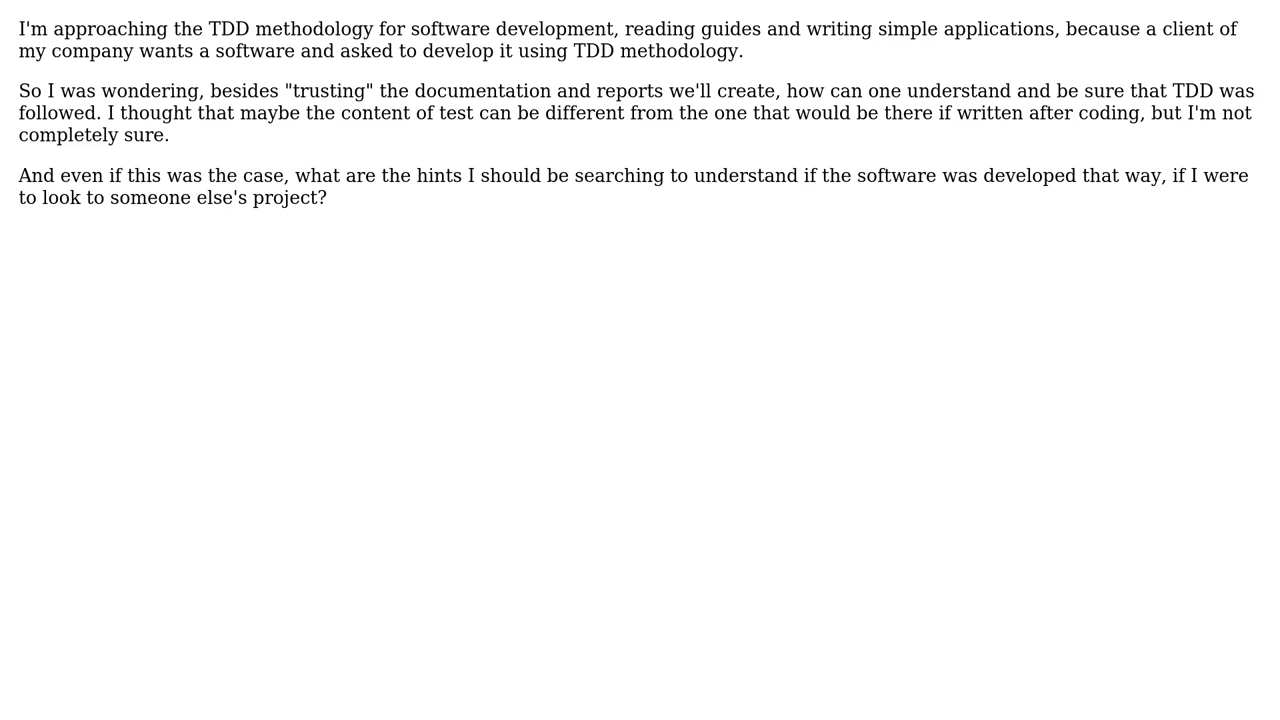 I'm approaching the TDD methodology for software development, reading guides and writing simple applications, because a client of
my company wants a software and asked to develop it using TDD methodology.
So I was wondering, besides "trusting" the documentation and reports we'll create, how can one understand and be sure that TDD was
followed. I thought that maybe the content of test can be different from the one that would be there if written after coding, but I'm not
completely sure.
And even if this was the case, what are the hints I should be searching to understand if the software was developed that way, if I were
to look to someone else's project?